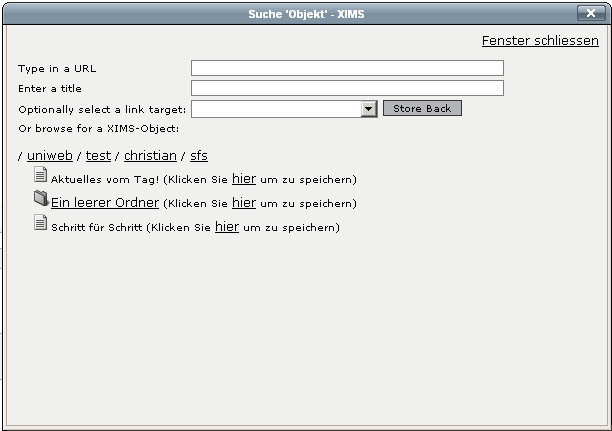 Suche 'Objekt' - XIMS
Fenster schliessen
Type in a URL
Enter a title
Optionally select a link target: Store Back
Or browse for a XIMS-Object:
/ uniweb / test / christian / sfs
Aktuelles vom Tag! (Klicken Sie hier um zu speichern)
Ein leerer Ordner (Klicken Sie hier um zu speichern)
Schritt für Schritt (Klicken Sie hier um zu speichern)